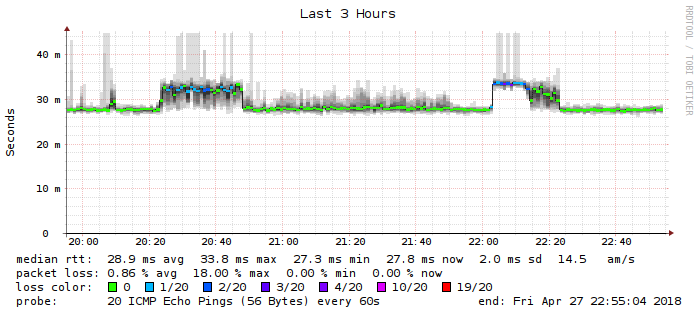 Last 3 Hours
RRDTOOL / TOBI OETIKER
Seconds
40 m
30 m
20 m
10 m
0
20:00 20:20 20:40 21:00 21:20 21:40 22:00 22:20 22:40
median rtt: 28.9 ms avg 33.8 ms max 27.3 ms min 27.8 ms now 2.0 ms sd 14.5 am/s
packet loss: 0.86 % avg 18.00 % max 0.00 % min 0.00 % now
loss color: 0 1/20 2/20 3/20 4/20 10/20 19/20
probe: 20 ICMP Echo Pings (56 Bytes) every 60s end: Fri Apr 27 22:55:04 2018